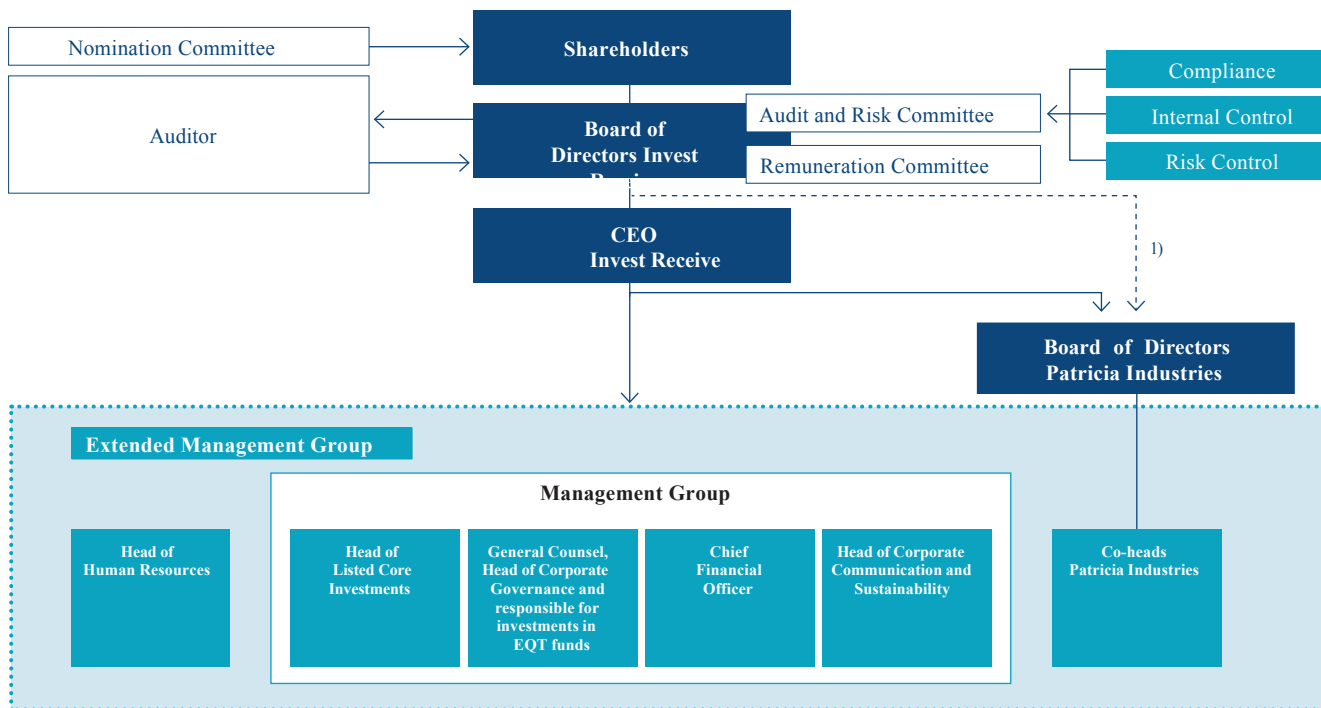 Nomination Committee
Shareholders
Compliance
Auditor
Board of
Directors Invest
Audit and Risk Committee
Internal Control
Remuneration Committee
Risk Control
CEO
Invest Receive
1)
Board of Directors
Patricia Industries
Extended Management Group
Management Group
Head of
Human Resources
Head of
Listed Core
Investments
General Counsel,
Head of Corporate
Governance and
responsible for
investments in
EQT funds
Chief
Financial
Officer
Head of Corporate
Communication and
Sustainability
Co-heads
Patricia Industries